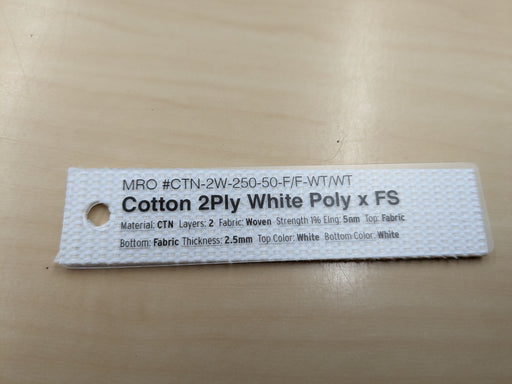 MRO #CTN-2W-250-50-F/F-WT/WT
Cotton 2Ply White Poly x FS
Material: CTN Layers: 2 Fabric: Woven Strength 1% Elng: 5nm Top: Fabric
Bottom: Fabric Thickness: 2.5mm Top Color: White Bottom Color: White